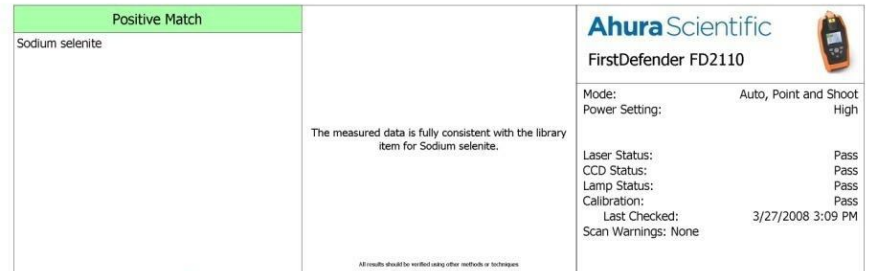 Positive Match
Sodium selenite
The measured data is fully consistent with the library
item for Sodium selenite.
All results should be verified using other methods or techniques
Ahura Scientific
FirstDefender FD2110
Mode: Auto, Point and Shoot
Power Setting: High
Laser Status: Pass
CCD Status: Pass
Lamp Status: Pass
Calibration: Pass
Last Checked: 3/27/2008 3:09 PM
Scan Warnings: None